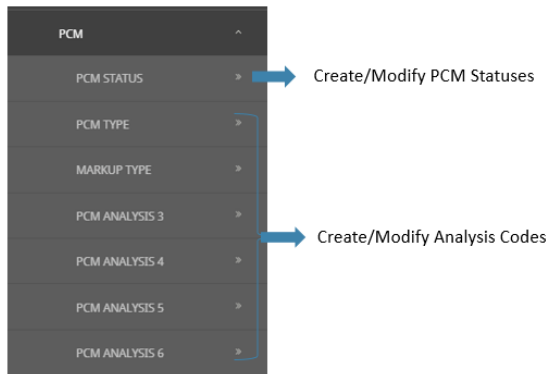 PCM
PCM STATUS
Create/Modify PCM Statuses
PCM TYPE
MARKUP TYPE
PCM ANALYSIS 3
Create/Modify Analysis Codes
PCM ANALYSIS 4
PCM ANALYSIS 5
PCM ANALYSIS 6